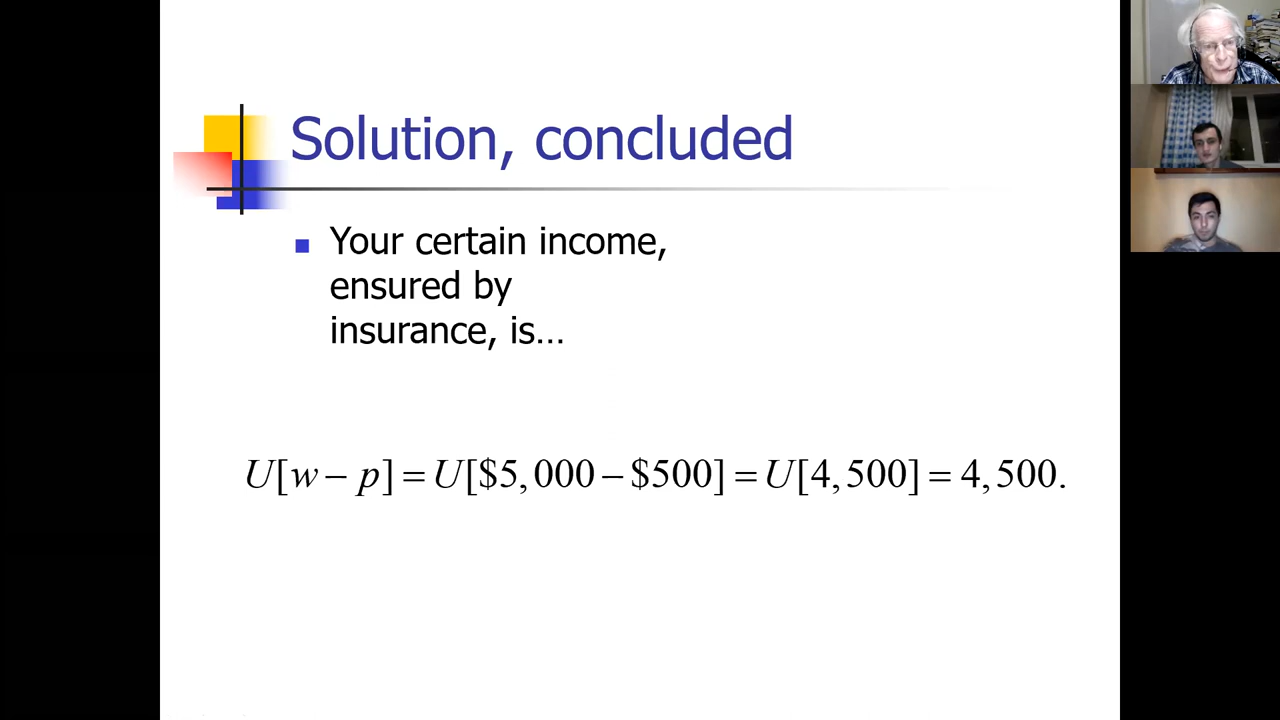 Solution, concluded
Your certain income,
ensured by
insurance, is…
U[w − p] = U[$5,000 − $500] = U[4,500] = 4,500.